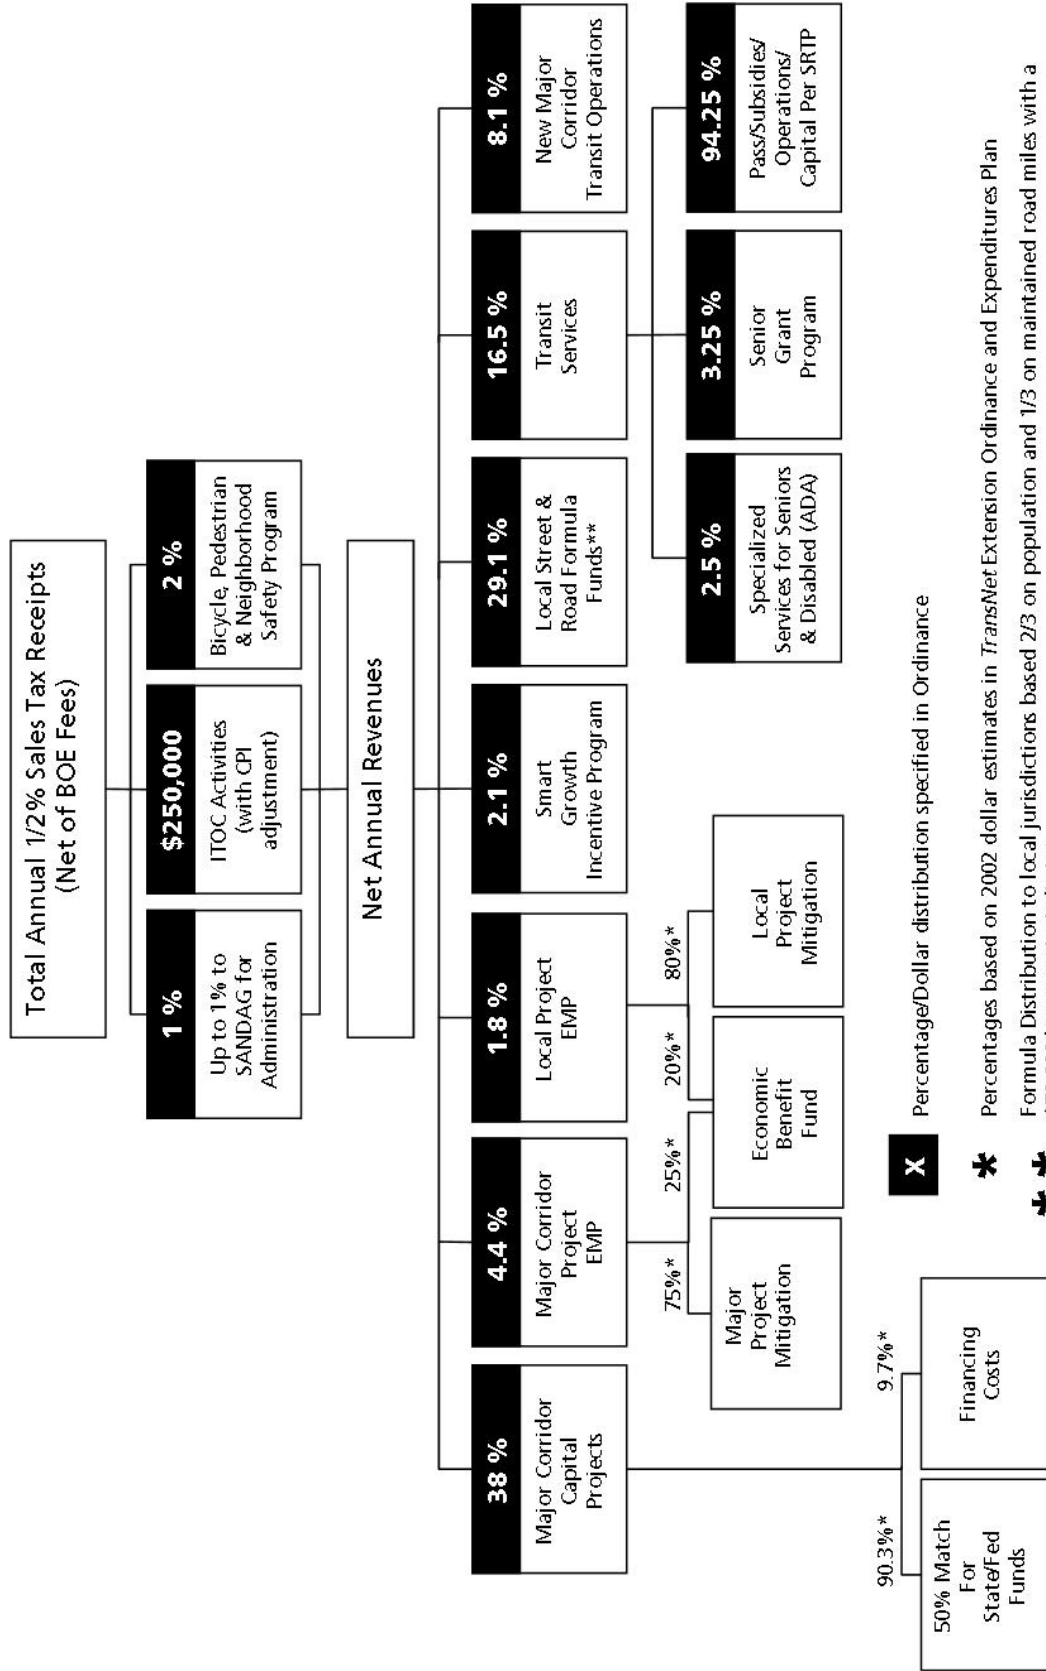 Total Annual 1/2% Sales Tax Receipts
(Net of BOE Fees)
1 %
Up to 1% to
SANDAG for
Administration
$250,000
ITOC Activities
(with CPI
adjustment)
2 %
Bicycle, Pedestrian
& Neighborhood
Safety Program
Net Annual Revenues
38 %
Major Corridor
Capital
Projects
4.4 %
Major Corridor
Project
EMP
1.8 %
Local Project
EMP
2.1 %
Smart
Growth
Incentive Program
29.1 %
Local Street &
Road Formula
Funds**
16.5 %
Transit
Services
8.1 %
New Major
Corridor
Transit Operations
75%*
25%*
20%*
80%*
Major
Project
Mitigation
Economic
Benefit
Fund
Local
Project
Mitigation
2.5 %
Specialized
Services for Seniors
& Disabled (ADA)
3.25 %
Senior
Grant
Program
94.25 %
Pass/Subsidies/
Operations/
Capital Per SRTP
90.3%*
9.7%*
50% Match
For
State/Fed
Funds
Financing
Costs
X Percentage/Dollar distribution specified in Ordinance
* Percentages based on 2002 dollar estimates in TransNet Extension Ordinance and Expenditures Plan
** Formula Distribution to local jurisdictions based 2/3 on population and 1/3 on maintained road miles with a